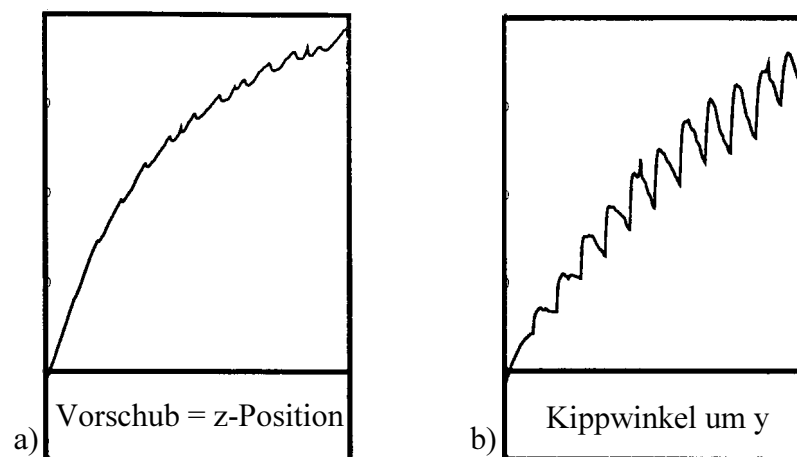 a) Vorschub = z-Position
b) Kippwinkel um y